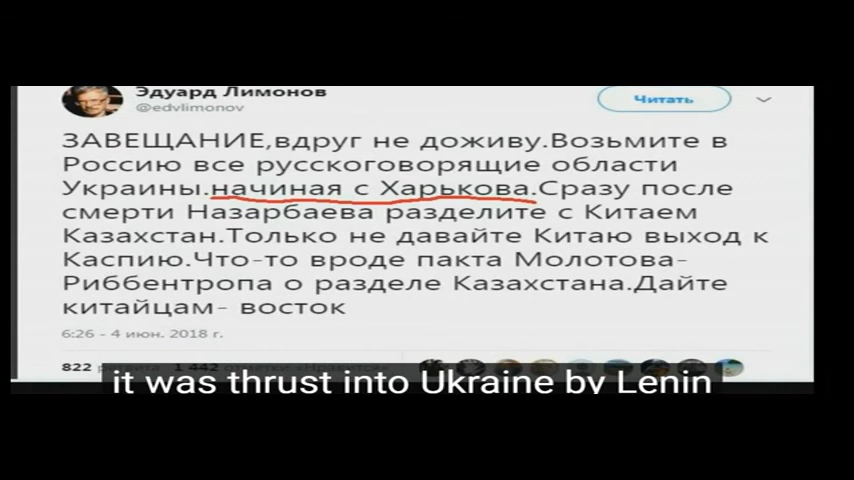 Эдуард Лимонов
@edvlimonov
Читать
ЗАВЕЩАНИЕ,вдруг не доживу.Возьмите в
Россию все русскоговорящие области
Украины.начиная с Харькова.Сразу после
смерти Назарбаева разделите с Китаем
Казахстан.Только не давайте Китаю выход к
Каспию.Что-то вроде пакта Молотова-
Риббентропа о разделе Казахстана.Дайте
китайцам- восток
6:26 - 4 июн. 2018 г.
822 1 442
it was thrust into Ukraine by Lenin